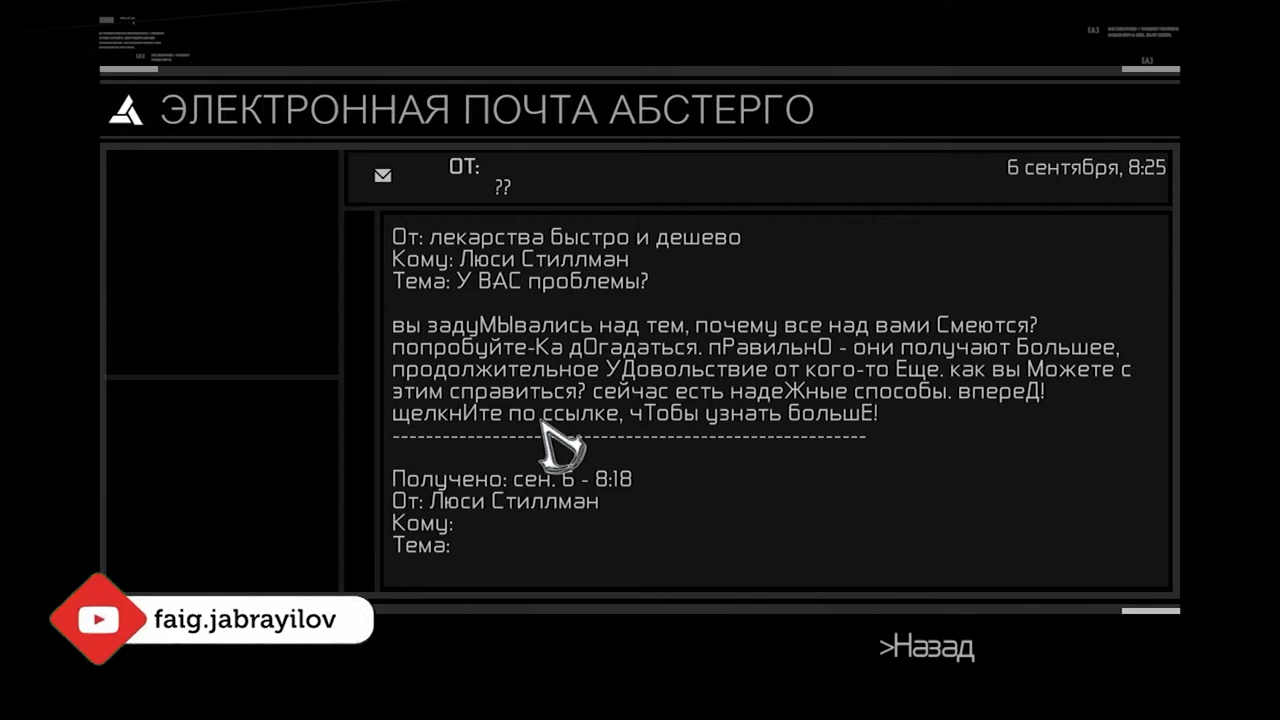 ЭЛЕКТРОННАЯ ПОЧТА АБСТЕРГО
ОТ:
??
6 сентября, 8:25
От: лекарства быстро и дешево
Кому: Люси Стиллман
Тема: У ВАС проблемы?
вы задуМЫвались над тем, почему все над вами Смеются?
попробуйте-Ка дОгадаться. пРавильнО - они получают Большее,
продолжительное УДовольствие от кого-то Еще. как вы Можете с
этим справиться? сейчас есть надеЖные способы. впереД!
щелкнИте по ссылке, чТобы узнать большЕ!
--------------------------------------------------------
Получено: сен. 6 - 8:18
От: Люси Стиллман
Кому:
Тема:
faig.jabrayilov
>Назад